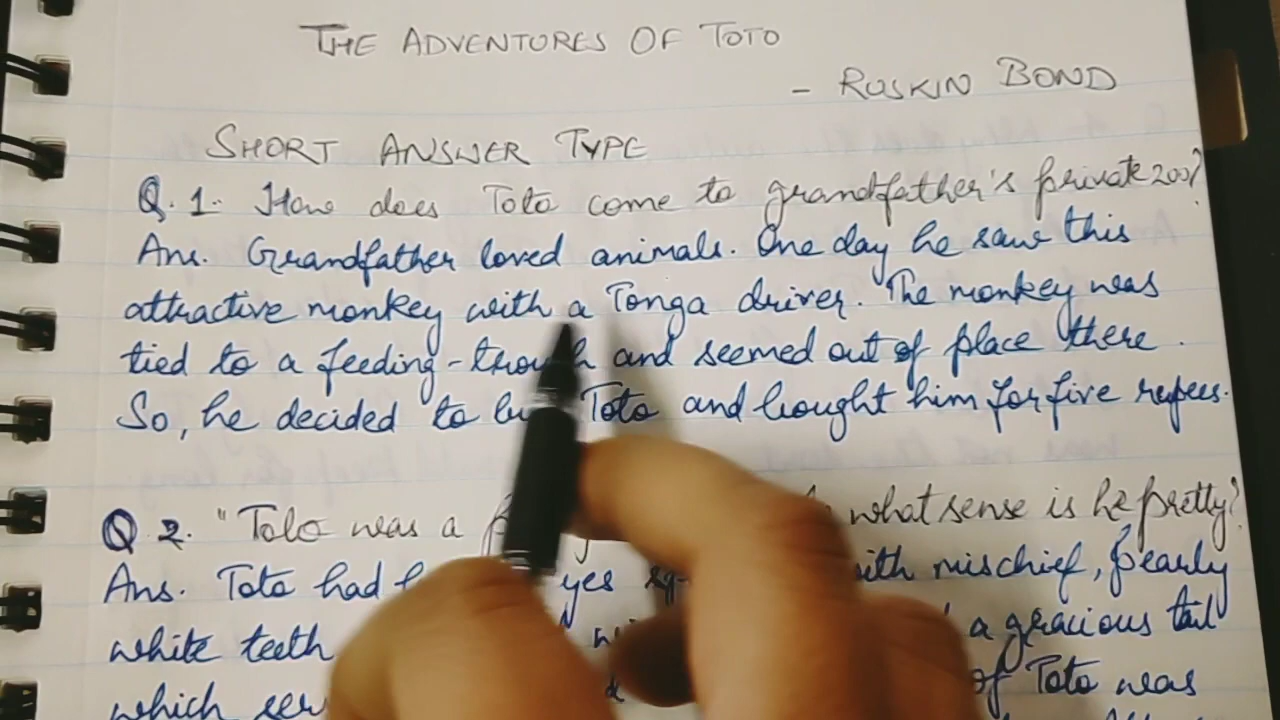 THE ADVENTURES OF TOTO
- RUSKIN BOND
SHORT ANSWER TYPE
Q. 1. How does Toto come to grandfather's private zoo?
Ans. Grandfather loved animals. One day he saw this
attractive monkey with a Tonga driver. The monkey was
tied to a feeding- and seemed out of place there.
So, he decided to Toto and bought him for five rupees.
Q 2. "Toto was a what sense is he pretty?
Ans. Toto had with mischief, pearly
white teeth a gracious tail
which of Toto was